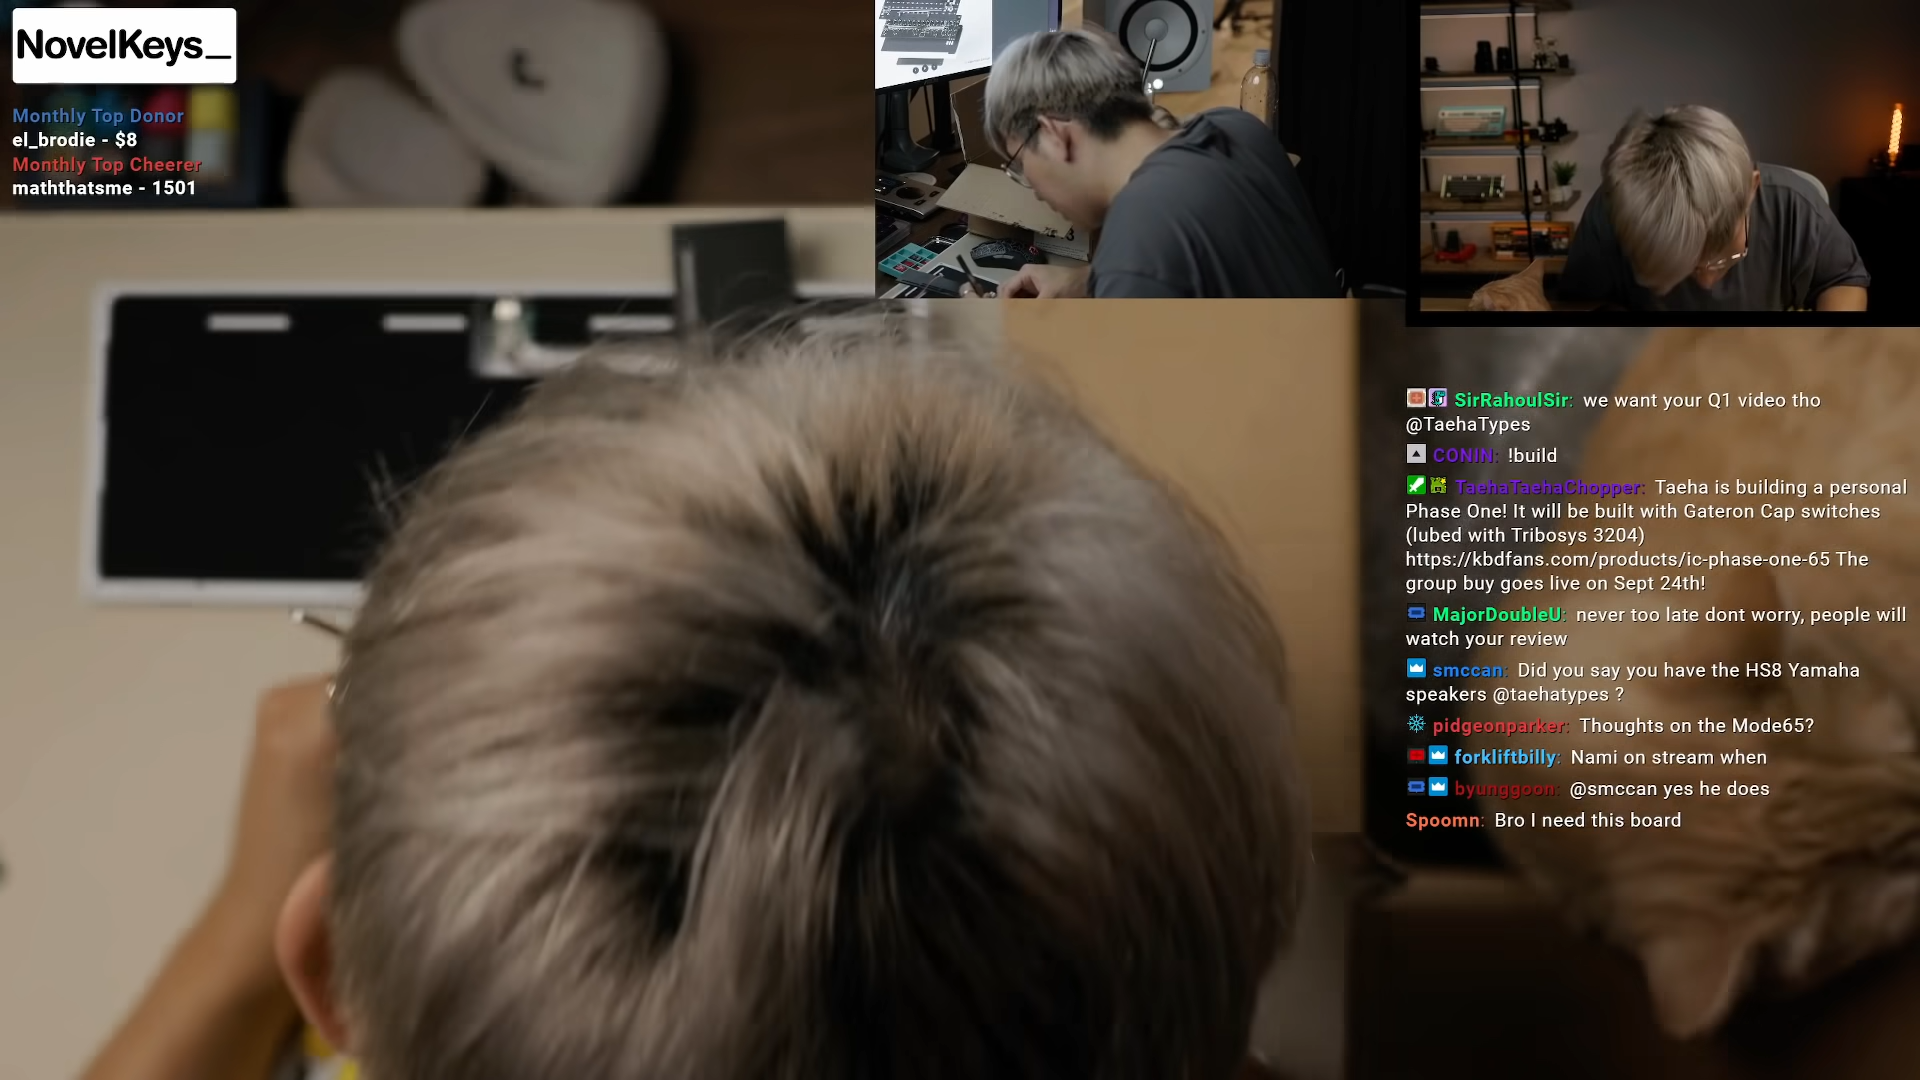 NovelKeys_
Monthly Top Donor
el_brodie - $8
Monthly Top Cheerer
maththatsme - 1501
SirRahoulSir: we want your Q1 video tho
@TaehaTypes
CONIN: !build
TaehaTaehaChopper: Taeha is building a personal
Phase One! It will be built with Gateron Cap switches
(lubed with Tribosys 3204)
https://kbdfans.com/products/ic-phase-one-65 The
group buy goes live on Sept 24th!
MajorDoubleU: never too late dont worry, people will
watch your review
smccan: Did you say you have the HS8 Yamaha
speakers @taehatypes ?
pidgeonparker: Thoughts on the Mode65?
forkliftbilly: Nami on stream when
byunggoon: @smccan yes he does
Spoomn: Bro I need this board